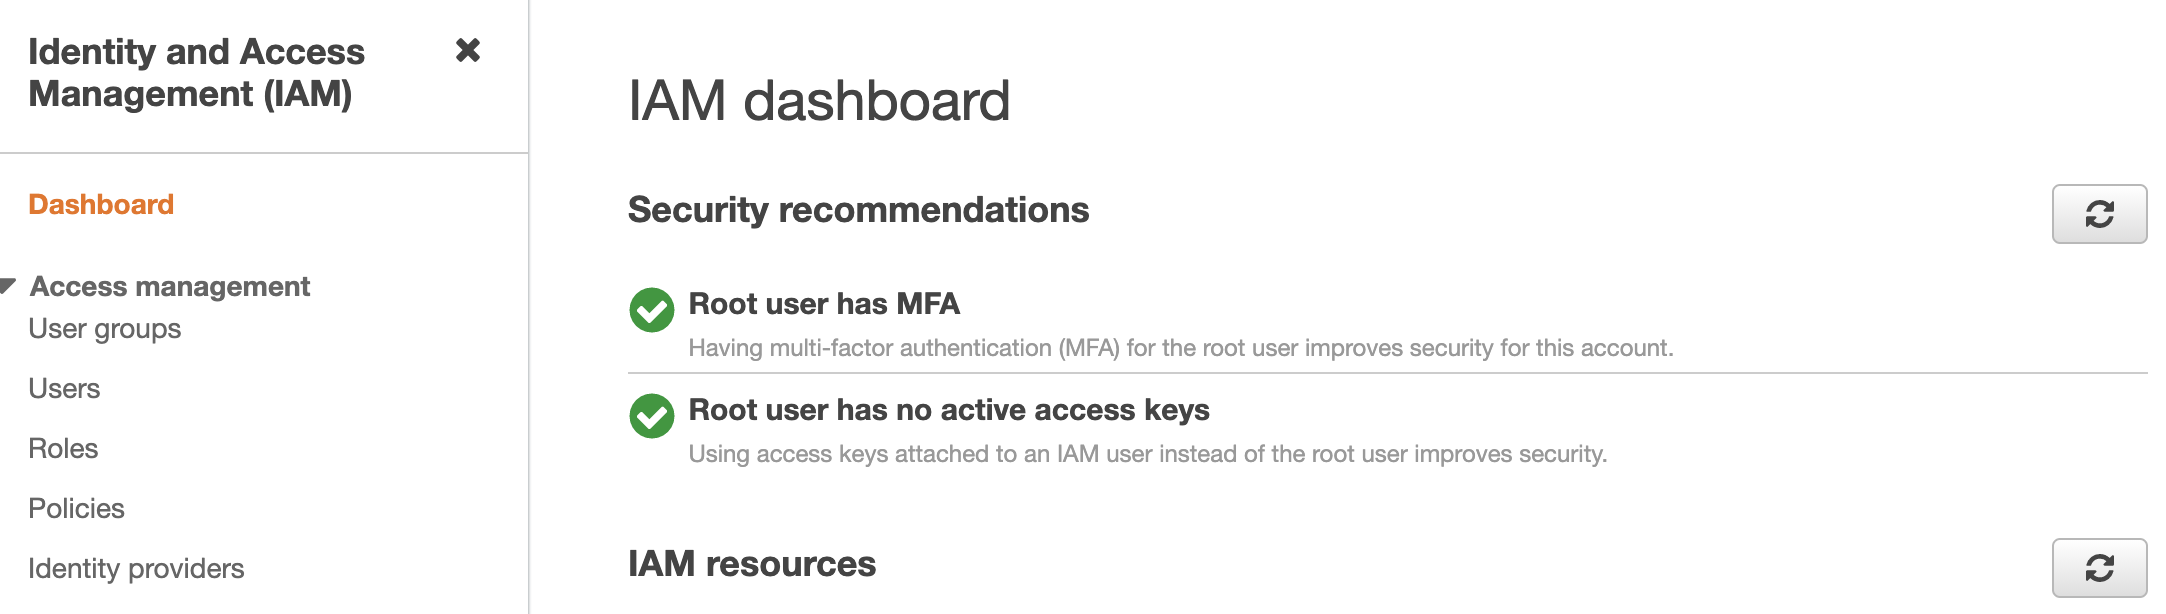 Identity and Access
Management (IAM)
Dashboard
Access management
User groups
Users
Roles
Policies
Identity providers
IAM dashboard
Security recommendations
Root user has MFA
Having multi-factor authentication (MFA) for the root user improves security for this account.
Root user has no active access keys
Using access keys attached to an IAM user instead of the root user improves security.
IAM resources